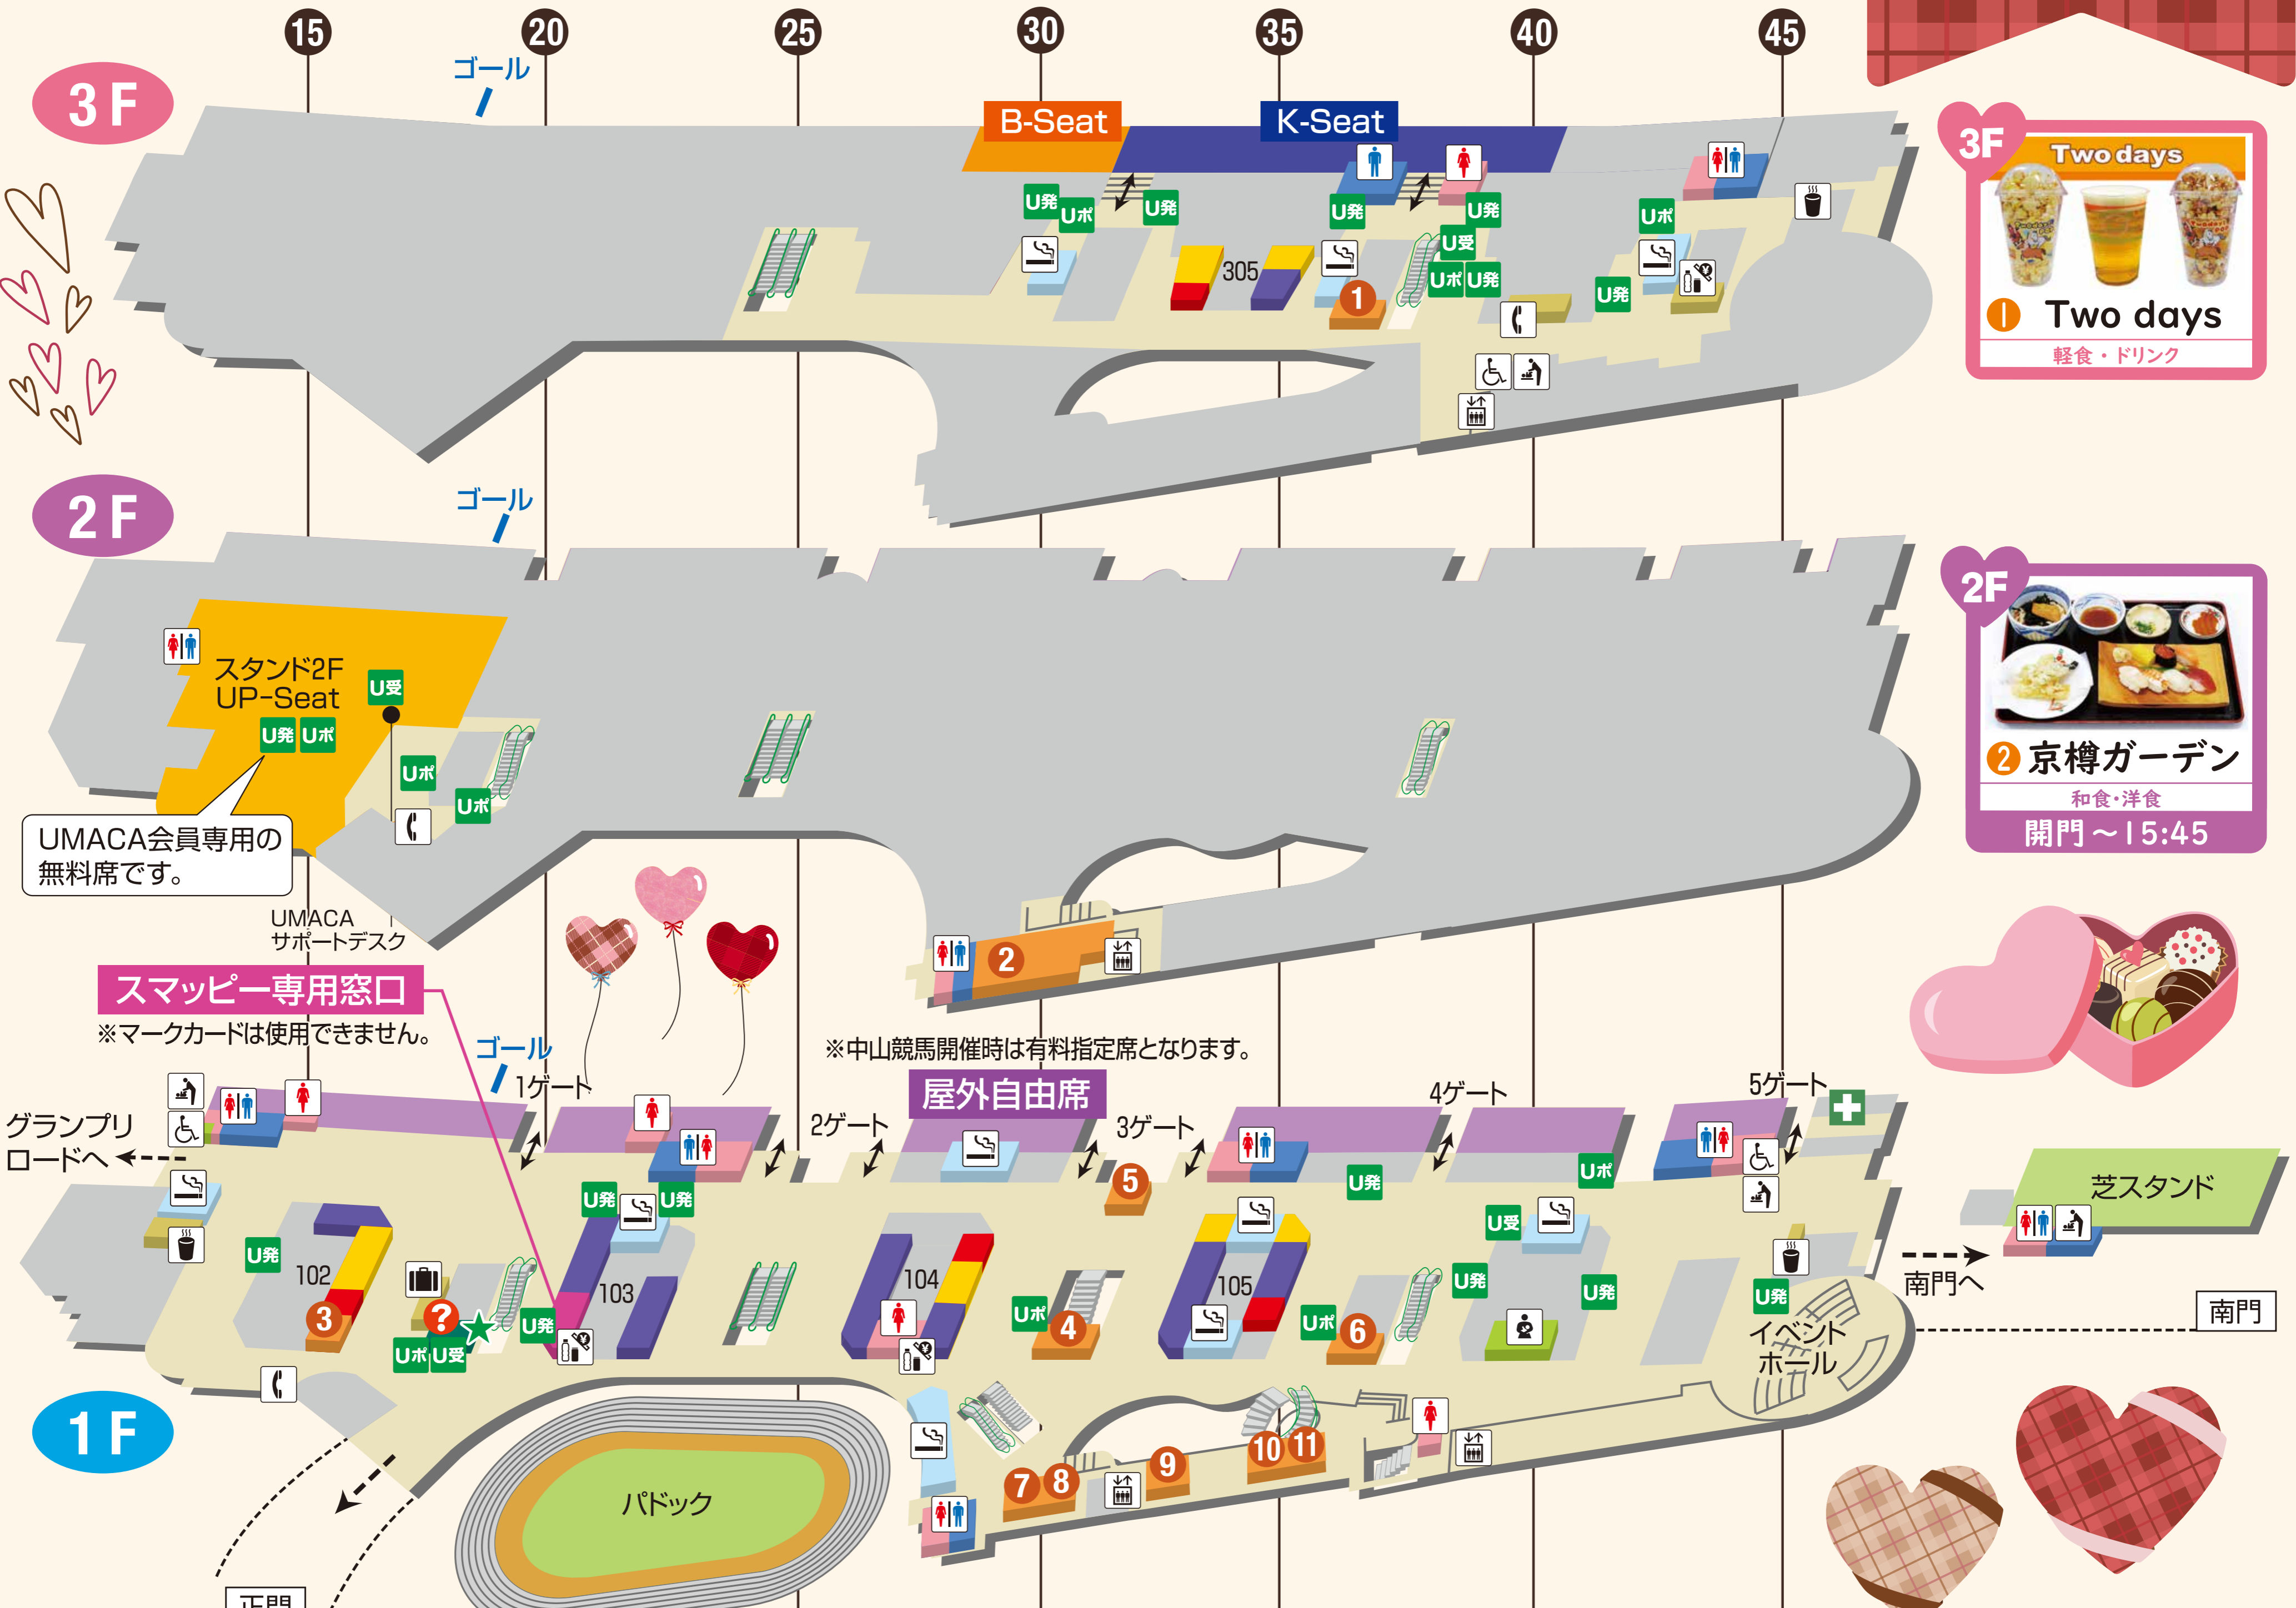 15
20
25
30
35
40
45
3F
ゴール
B-Seat
K-Seat
U発
Uポ
U発
U発
U発
U受
Uポ
U発
Uポ
U発
305
1
3F
Two days
1 Two days
軽食・ドリンク
2F
ゴール
スタンド2F
UP-Seat
U発
Uポ
U受
Uポ
Uポ
UMACA会員専用の
無料席です。
UMACA
サポートデスク
2
2F
2 京樽ガーデン
和食・洋食
開門～15:45
スマッピー専用窓口
※マークカードは使用できません。
※中山競馬開催時は有料指定席となります。
屋外自由席
ゴール
1ゲート
2ゲート
3ゲート
4ゲート
5ゲート
グランプリ
ロードへ
U発
102
3
?
Uポ
U受
U発
U発
U発
103
104
5
Uポ
4
105
U発
Uポ
6
Uポ
U受
U発
U発
U発
イベント
ホール
芝スタンド
南門へ
南門
1F
7
8
9
10
11
パドック
正門